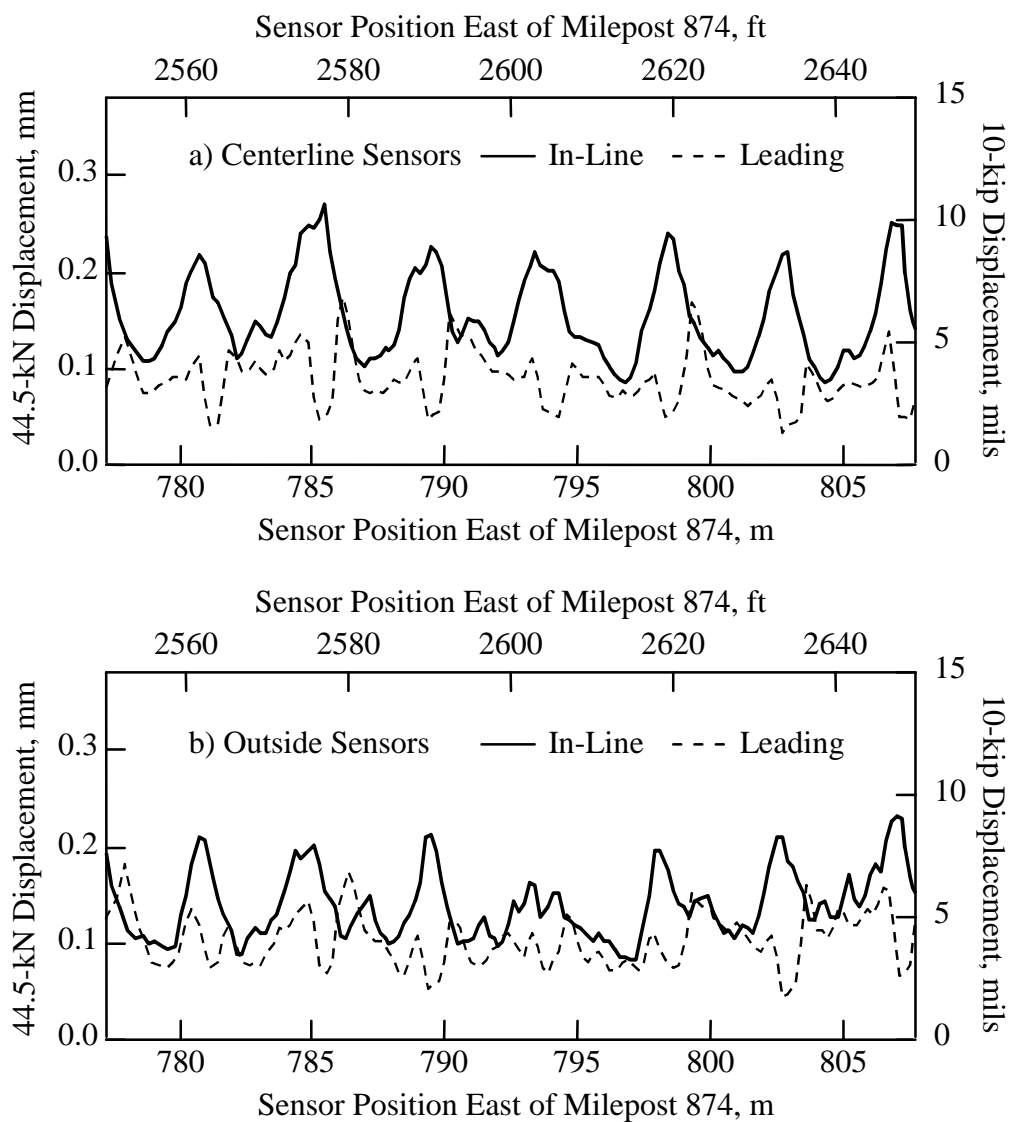 Sensor Position East of Milepost 874, ft
2560 2580 2600 2620 2640
44.5-kN Displacement, mm
0.3
0.2
0.1
0.0
a) Centerline Sensors In-Line Leading
15
10
5
0
10-kip Displacement, mils
780 785 790 795 800 805
Sensor Position East of Milepost 874, m
Sensor Position East of Milepost 874, ft
2560 2580 2600 2620 2640
44.5-kN Displacement, mm
0.3
0.2
0.1
0.0
b) Outside Sensors In-Line Leading
15
10
5
0
10-kip Displacement, mils
780 785 790 795 800 805
Sensor Position East of Milepost 874, m